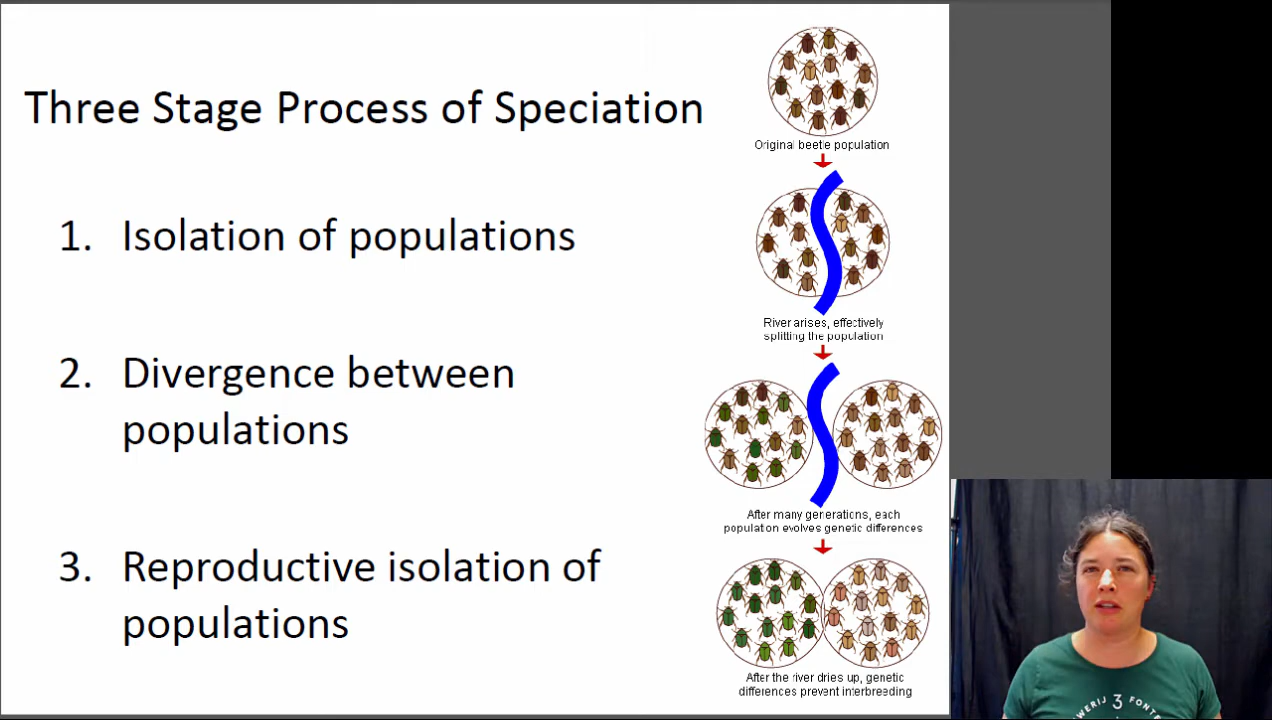 Three Stage Process of Speciation
1. Isolation of populations
2. Divergence between
populations
3. Reproductive isolation of
populations
Original beetle population
River arises, effectively
splitting the population
After many generations, each
population evolves genetic differences
After the river dries up, genetic
differences prevent interbreeding
3 FONTE